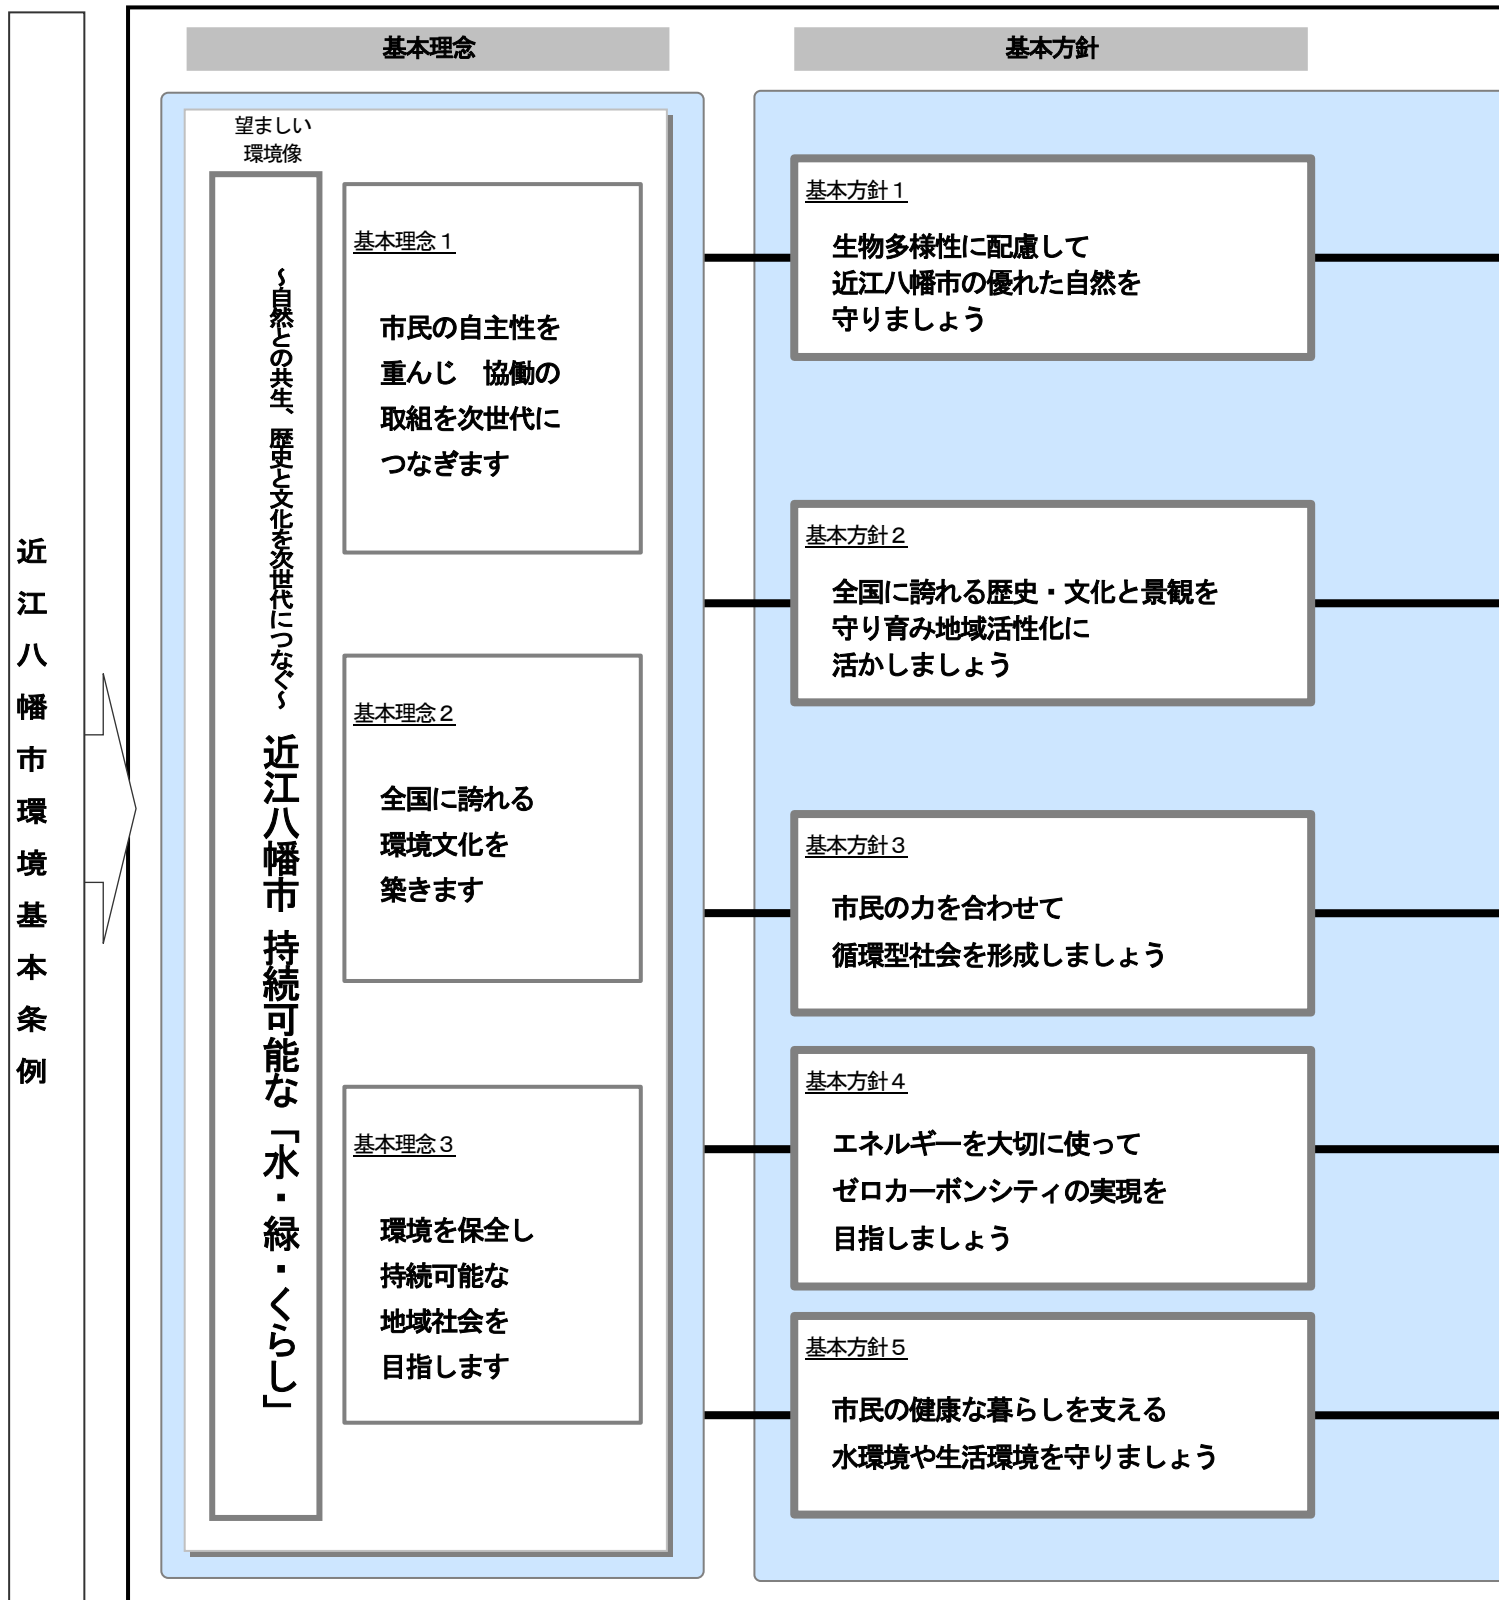 近江八幡市環境基本条例
基本理念
望ましい
環境像
～自然との共生、歴史と文化を次世代につなぐ～ 近江八幡市 持続可能な「水・緑・くらし」
基本理念１
市民の自主性を
重んじ　協働の
取組を次世代に
つなぎます
基本理念２
全国に誇れる
環境文化を
築きます
基本理念３
環境を保全し
持続可能な
地域社会を
目指します
基本方針
基本方針１
生物多様性に配慮して
近江八幡市の優れた自然を
守りましょう
基本方針２
全国に誇れる歴史・文化と景観を
守り育み地域活性化に
活かしましょう
基本方針３
市民の力を合わせて
循環型社会を形成しましょう
基本方針４
エネルギーを大切に使って
ゼロカーボンシティの実現を
目指しましょう
基本方針５
市民の健康な暮らしを支える
水環境や生活環境を守りましょう